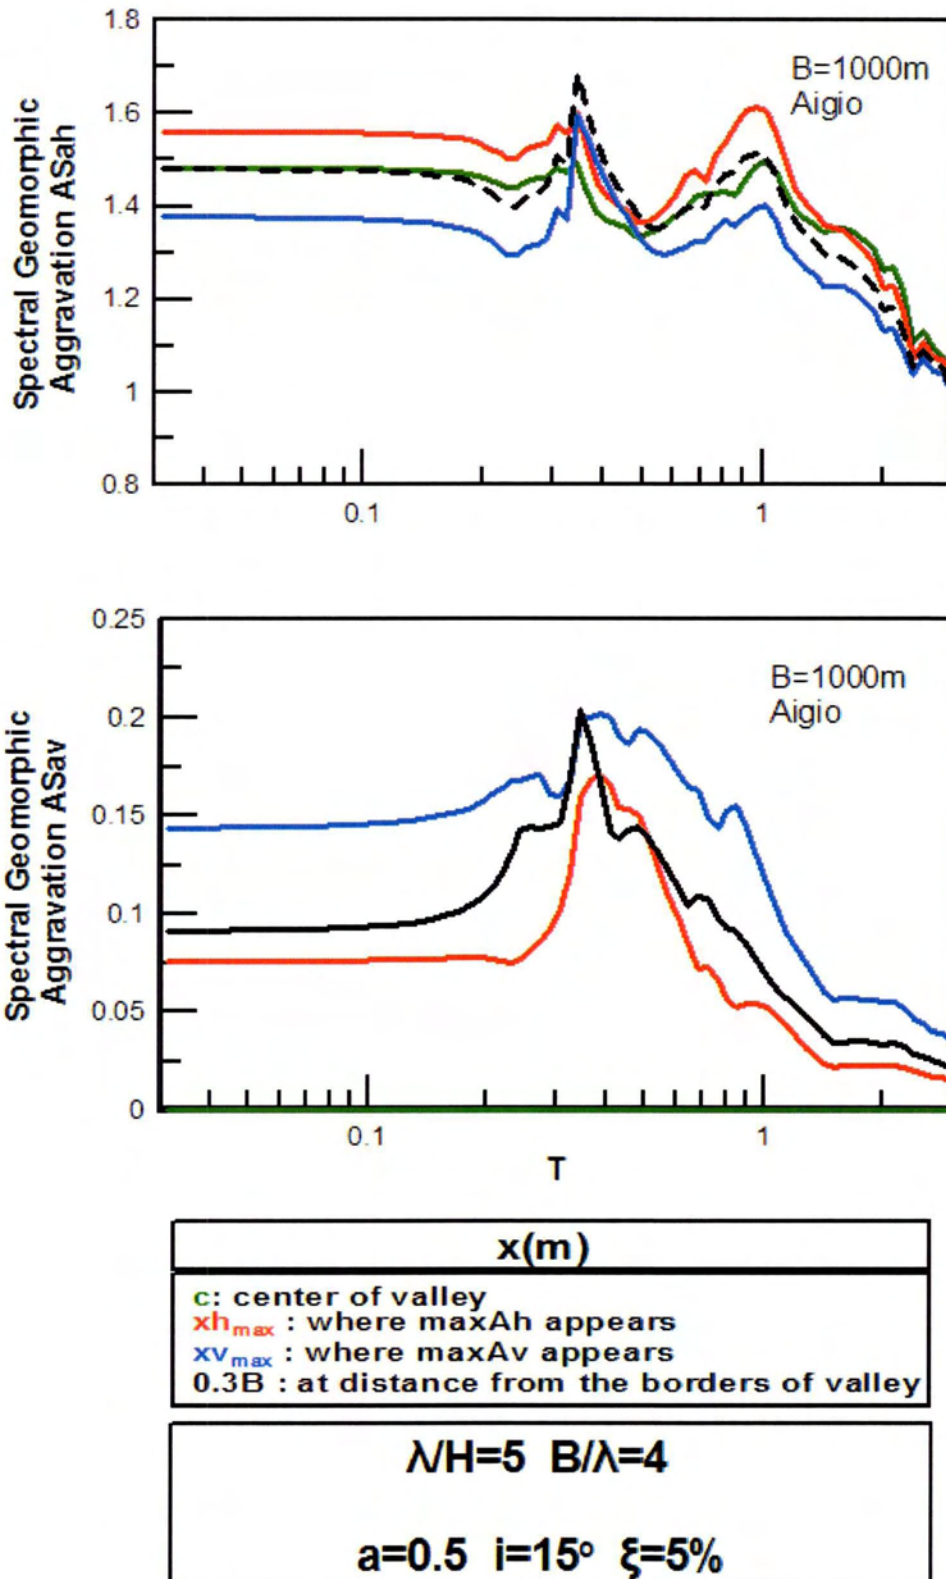 1.8
1.6
1.4
1.2
1
0.8
Spectral Geomorphic
Aggravation ASah
B=1000m
Aigio
0.1
1
0.25
0.2
0.15
0.1
0.05
0
Spectral Geomorphic
Aggravation ASav
B=1000m
Aigio
0.1
1
T
x(m)
c: center of valley
xhmax : where maxAh appears
xvmax : where maxAv appears
0.3B : at distance from the borders of valley
λ/H=5 B/λ=4
a=0.5 i=15° ξ=5%